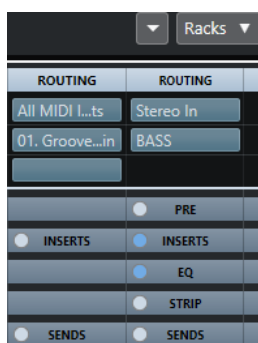 Racks
ROUTING ROUTING
All MIDI I...ts Stereo In
01. Groove...in BASS
PRE
INSERTS INSERTS
EQ
STRIP
SENDS SENDS